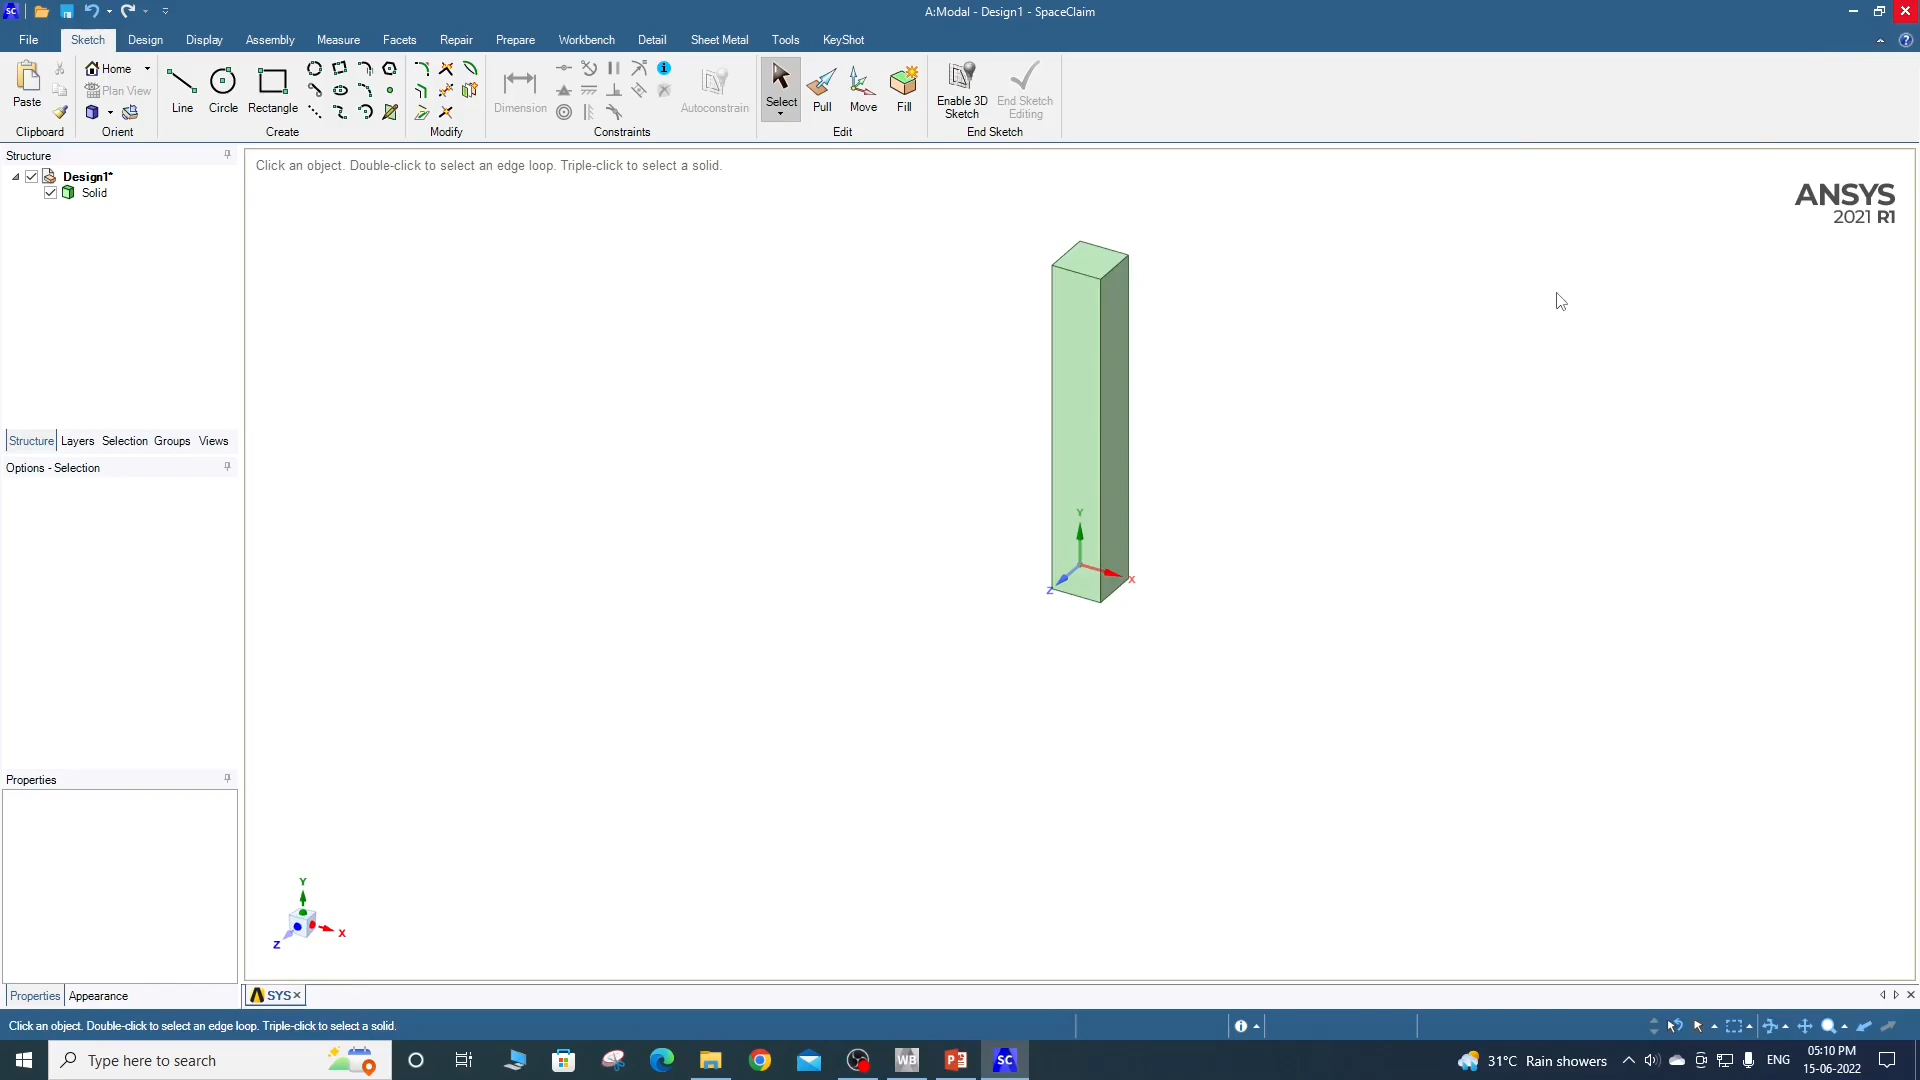 SC
A:Modal - Design1 - SpaceClaim
File Sketch Design Display Assembly Measure Facets Repair Prepare Workbench Detail Sheet Metal Tools KeyShot
Paste
Home
Plan View
Clipboard
Orient
Line
Circle
Rectangle
Create
Modify
Dimension
Autoconstrain
Constraints
Select
Pull
Move
Fill
Edit
Enable 3D
Sketch
End Sketch
Editing
End Sketch
Structure
Design1*
Solid
Structure Layers Selection Groups Views
Options - Selection
Properties
Properties Appearance
Click an object. Double-click to select an edge loop. Triple-click to select a solid.
ANSYS
2021 R1
Y
X
Z
Y
X
Z
SYS
Click an object. Double-click to select an edge loop. Triple-click to select a solid.
Type here to search
WB
SC
31°C Rain showers
ENG
05:10 PM
15-06-2022